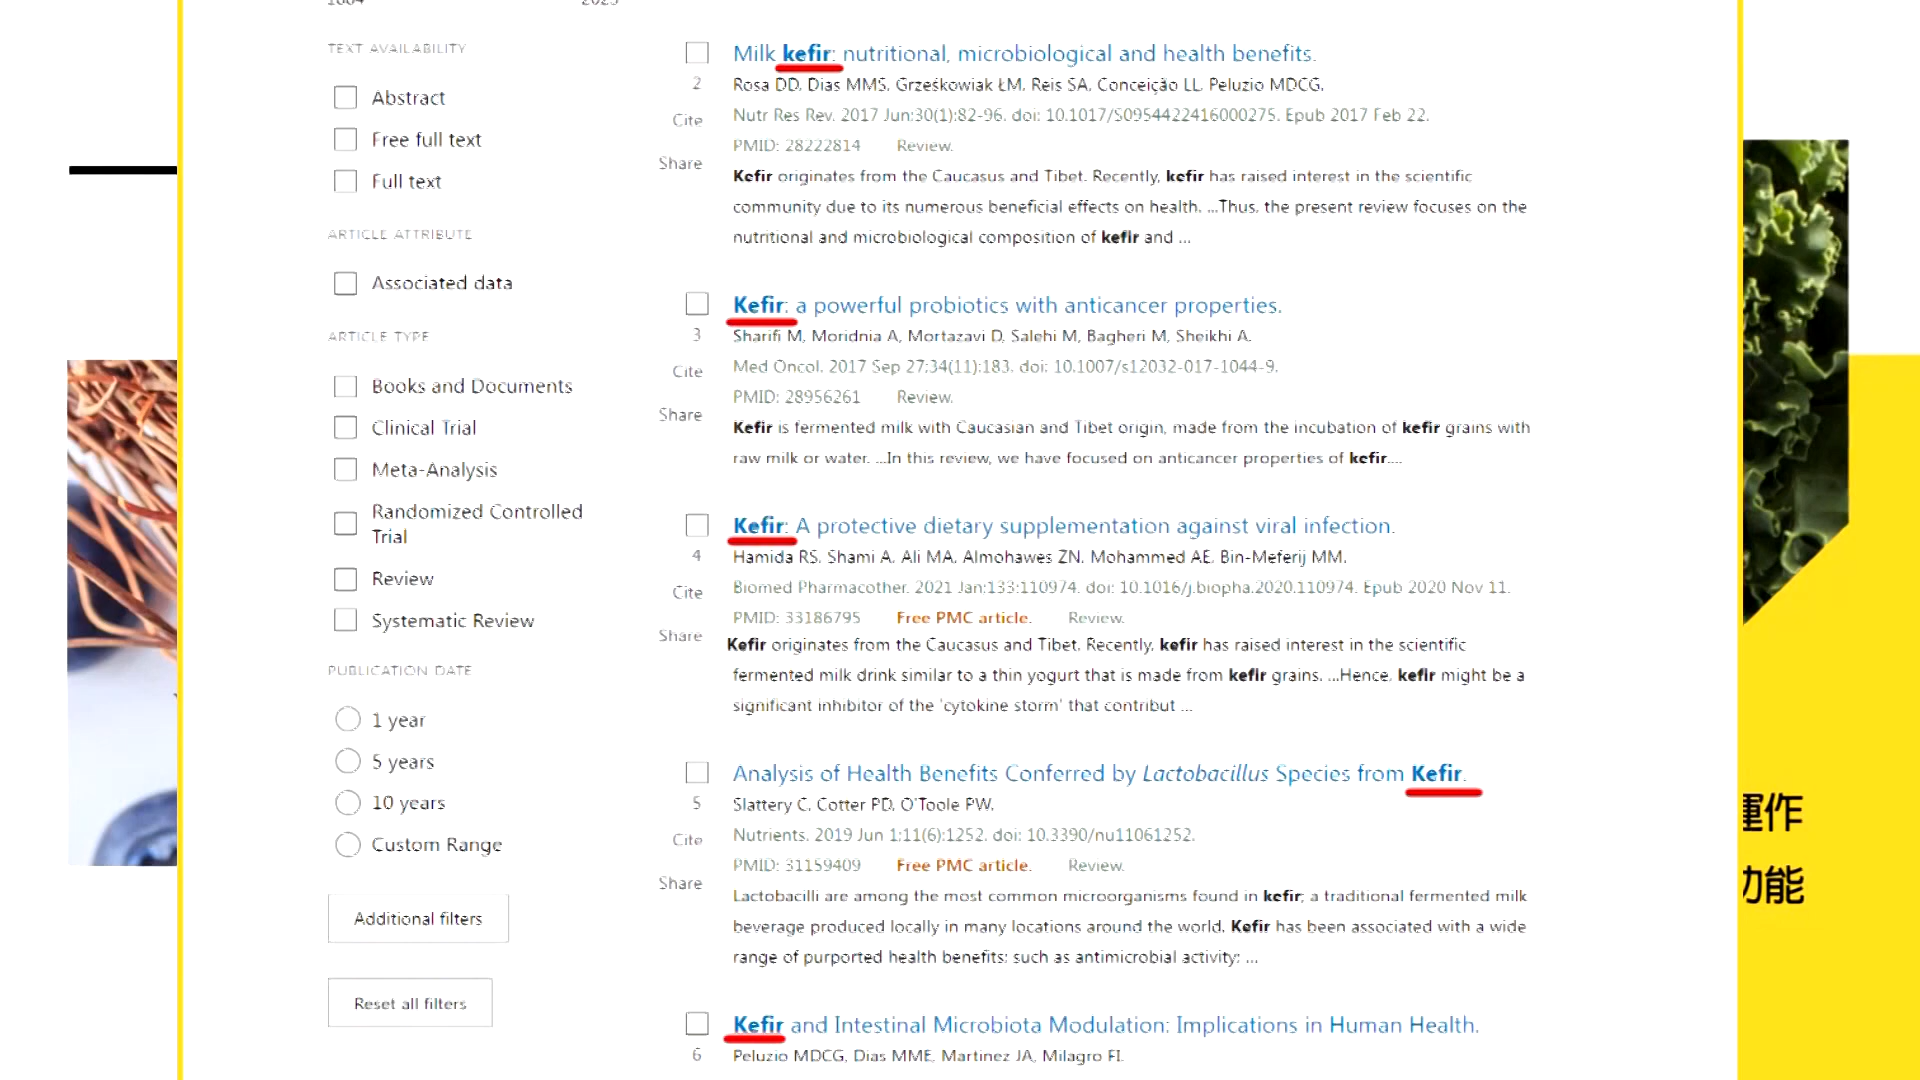 TEXT AVAILABILITY
Abstract
Free full text
Full text
ARTICLE ATTRIBUTE
Associated data
ARTICLE TYPE
Books and Documents
Clinical Trial
Meta-Analysis
Randomized Controlled
Trial
Review
Systematic Review
PUBLICATION DATE
1 year
5 years
10 years
Custom Range
Additional filters
Reset all filters
Milk kefir: nutritional, microbiological and health benefits.
2
Rosa DD, Dias MMS, Grześkowiak ŁM, Reis SA, Conceição LL, Peluzio MDCG.
Cite
Nutr Res Rev. 2017 Jun;30(1):82-96. doi: 10.1017/S0954422416000275. Epub 2017 Feb 22.
PMID: 28222814 Review.
Share
Kefir originates from the Caucasus and Tibet. Recently, kefir has raised interest in the scientific
community due to its numerous beneficial effects on health. ...Thus, the present review focuses on the
nutritional and microbiological composition of kefir and ...
Kefir: a powerful probiotics with anticancer properties.
3
Sharifi M, Moridnia A, Mortazavi D, Salehi M, Bagheri M, Sheikhi A.
Cite
Med Oncol. 2017 Sep 27;34(11):183. doi: 10.1007/s12032-017-1044-9.
PMID: 28956261 Review.
Share
Kefir is fermented milk with Caucasian and Tibet origin, made from the incubation of kefir grains with
raw milk or water. ...In this review, we have focused on anticancer properties of kefir....
Kefir: A protective dietary supplementation against viral infection.
4
Hamida RS, Shami A, Ali MA, Almohawes ZN, Mohammed AE, Bin-Meferij MM.
Cite
Biomed Pharmacother. 2021 Jan;133:110974. doi: 10.1016/j.biopha.2020.110974. Epub 2020 Nov 11.
PMID: 33186795 Free PMC article. Review.
Share
Kefir originates from the Caucasus and Tibet. Recently, kefir has raised interest in the scientific
fermented milk drink similar to a thin yogurt that is made from kefir grains. ...Hence, kefir might be a
significant inhibitor of the 'cytokine storm' that contribut ...
Analysis of Health Benefits Conferred by Lactobacillus Species from Kefir.
5
Slattery C, Cotter PD, O'Toole PW.
Cite
Nutrients. 2019 Jun 1;11(6):1252. doi: 10.3390/nu11061252.
PMID: 31159409 Free PMC article. Review.
Share
Lactobacilli are among the most common microorganisms found in kefir; a traditional fermented milk
beverage produced locally in many locations around the world. Kefir has been associated with a wide
range of purported health benefits; such as antimicrobial activity; ...
Kefir and Intestinal Microbiota Modulation: Implications in Human Health.
6
Peluzio MDCG, Dias MME, Martinez JA, Milagro FI.
運作
功能